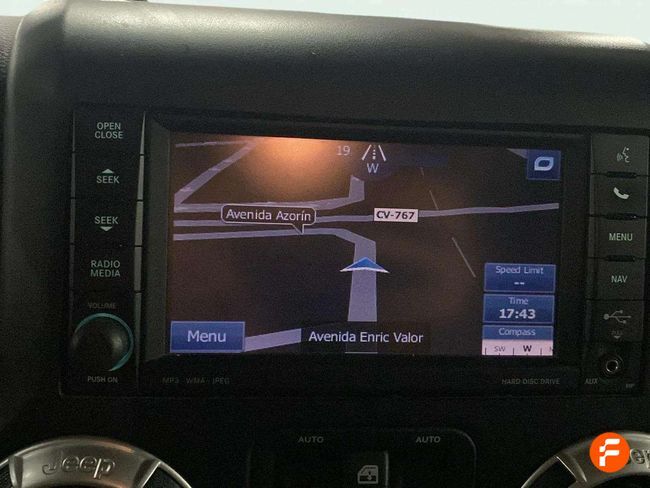 OPEN
CLOSE
SEEK
SEEK
RADIO
MEDIA
VOLUME
PUSH ON
19
W
Avenida Azorín
CV-767
Speed Limit
--
Time
17:43
Compass
SW W
Menu
Avenida Enric Valor
MP3 WMA JPEG
HARD DISC DRIVE
MENU
NAV
AUX
AUTO
AUTO
Jeep